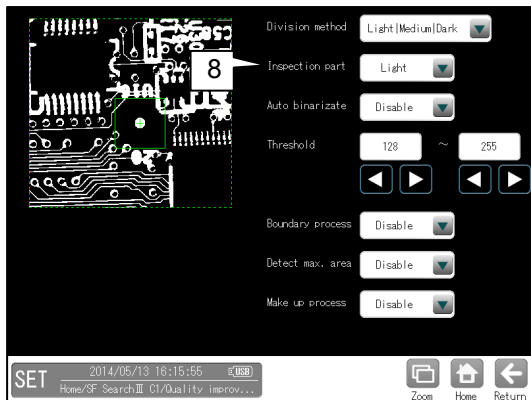 Division method Light|Medium|Dark
8
Inspection part Light
Auto binarizate Disable
Threshold 128 ~ 255
Boundary process Disable
Detect max. area Disable
Make up process Disable
SET
2014/05/13 16:15:55 USB
Home/SF SearchⅢ C1/Quality improv...
Zoom Home Return